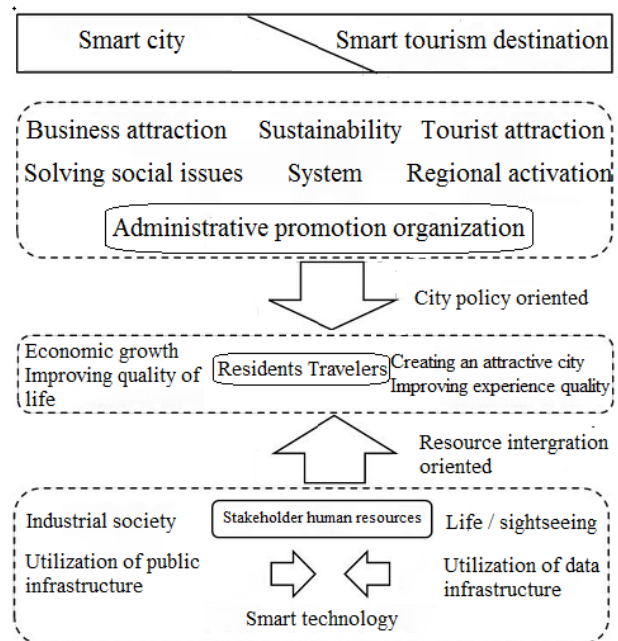 Smart city
Smart tourism destination
Business attraction
Sustainability
Tourist attraction
Solving social issues
System
Regional activation
Administrative promotion organization
City policy oriented
Economic growth
Improving quality of
life
Residents Travelers
Creating an attractive city
Improving experience quality
Resource intergration
oriented
Industrial society
Stakeholder human resources
Life / sightseeing
Utilization of public
infrastructure
Utilization of data
infrastructure
Smart technology